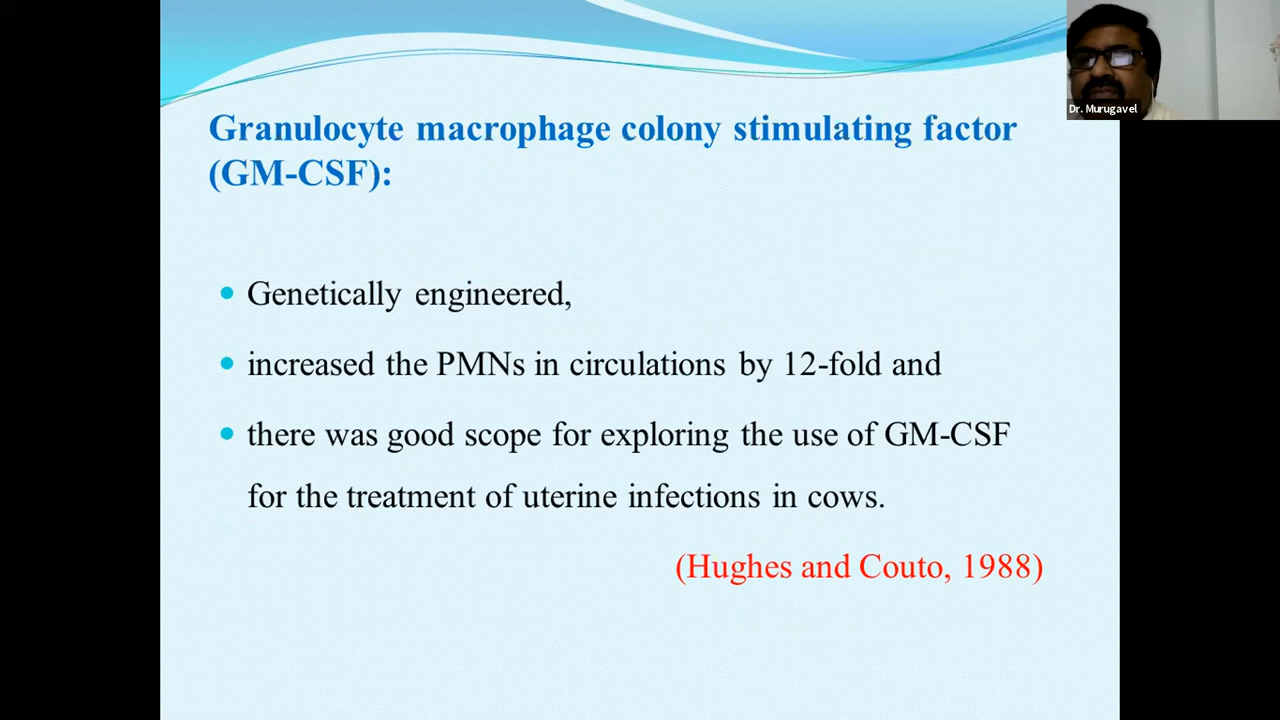 Dr. Murugavel
Granulocyte macrophage colony stimulating factor
(GM-CSF):
Genetically engineered,
increased the PMNs in circulations by 12-fold and
there was good scope for exploring the use of GM-CSF
for the treatment of uterine infections in cows.
(Hughes and Couto, 1988)